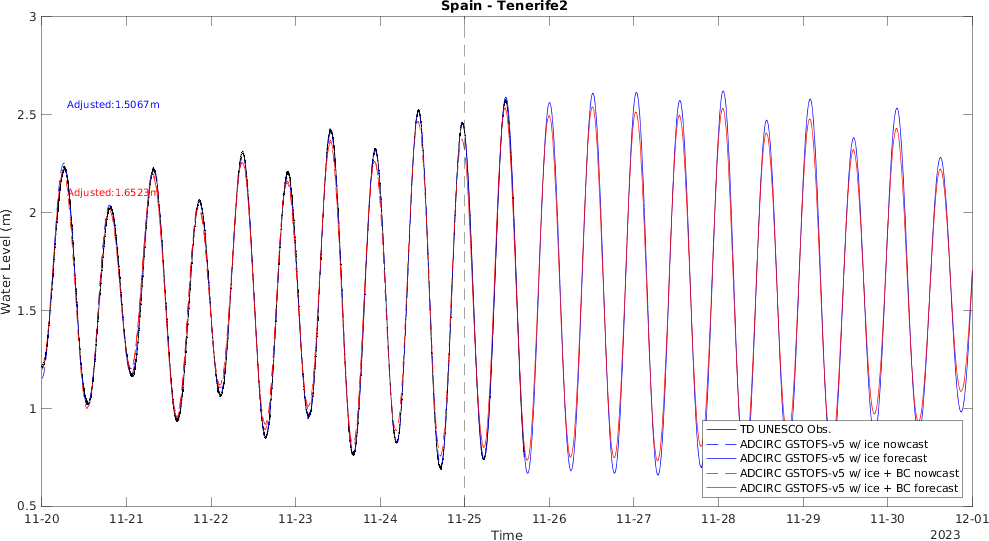 Spain - Tenerife2
3
2.5
2
1.5
1
0.5
Water Level (m)
Adjusted:1.5067m
Adjusted:1.6523m
TD UNESCO Obs.
ADCIRC GSTOFS-v5 w/ ice nowcast
ADCIRC GSTOFS-v5 w/ ice forecast
ADCIRC GSTOFS-v5 w/ ice + BC nowcast
ADCIRC GSTOFS-v5 w/ ice + BC forecast
11-20 11-21 11-22 11-23 11-24 11-25 11-26 11-27 11-28 11-29 11-30 12-01
Time
2023